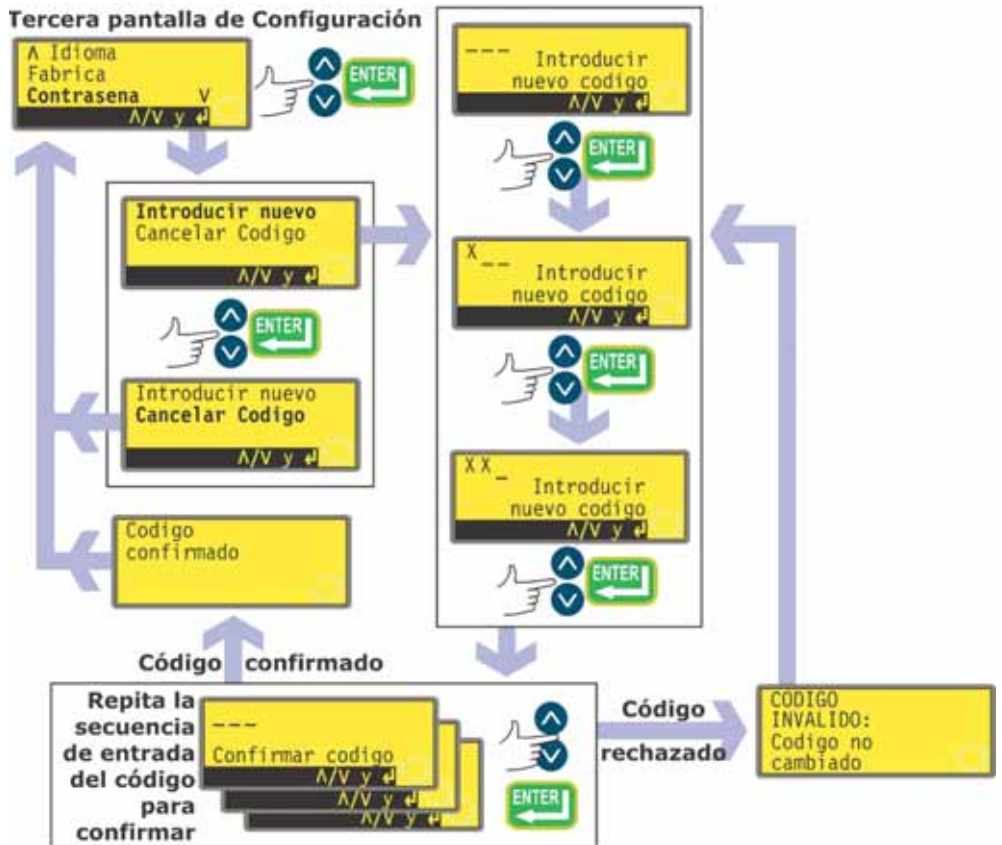 Tercera pantalla de Configuración
Λ Idioma
Fabrica
Contrasena V
Λ/V y ↲
ENTER
Introducir nuevo
Cancelar Codigo
Λ/V y ↲
ENTER
Introducir nuevo
Cancelar Codigo
Λ/V y ↲
Codigo
confirmado
Código confirmado
_ _ _
Introducir
nuevo codigo
Λ/V y ↲
ENTER
X _ _
Introducir
nuevo codigo
Λ/V y ↲
ENTER
X X _
Introducir
nuevo codigo
Λ/V y ↲
ENTER
Repita la
secuencia
de entrada
del código
para
confirmar
_ _ _
Confirmar codigo
Λ/V y ↲
Λ/V y ↲
Λ/V y ↲
ENTER
Código
rechazado
CODIGO
INVALIDO:
Codigo no
cambiado